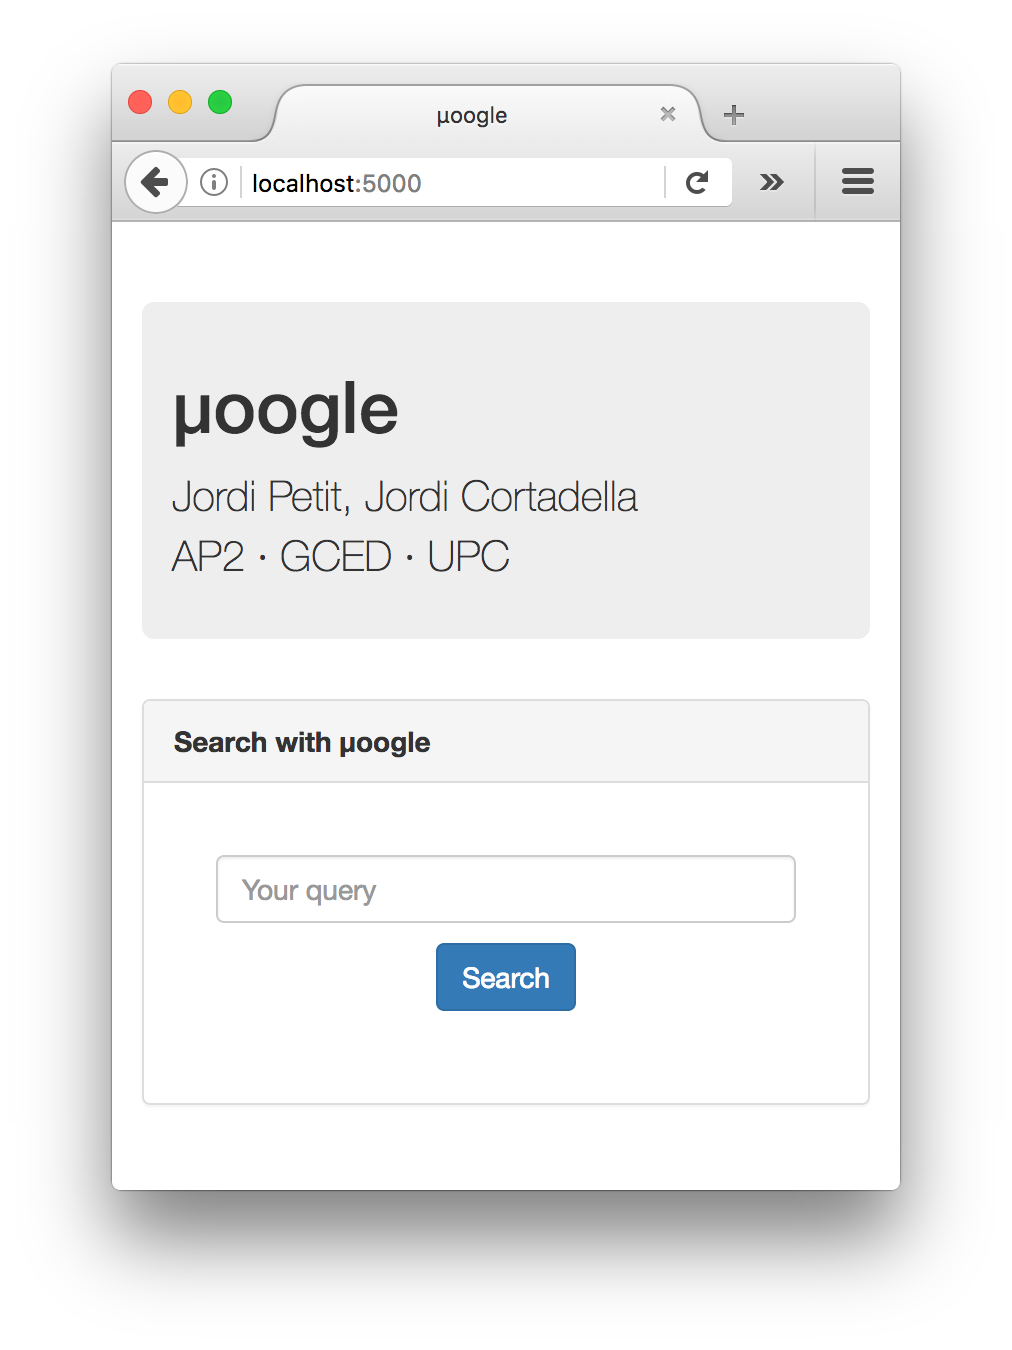 µoogle
localhost:5000
µoogle
Jordi Petit, Jordi Cortadella
AP2 · GCED · UPC
Search with µoogle
Your query
Search